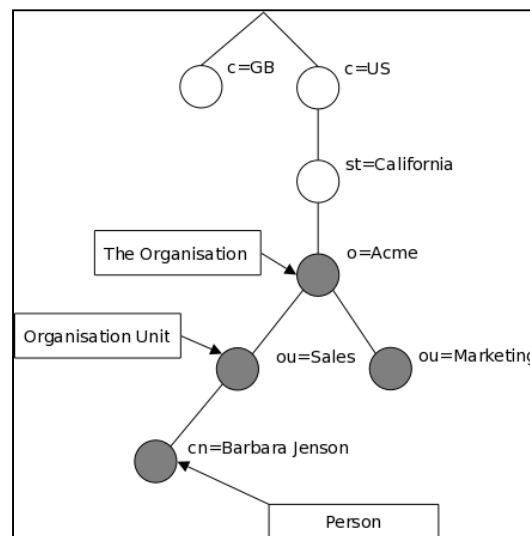 c=GB
c=US
st=California
The Organisation
o=Acme
Organisation Unit
ou=Sales
ou=Marketing
cn=Barbara Jenson
Person